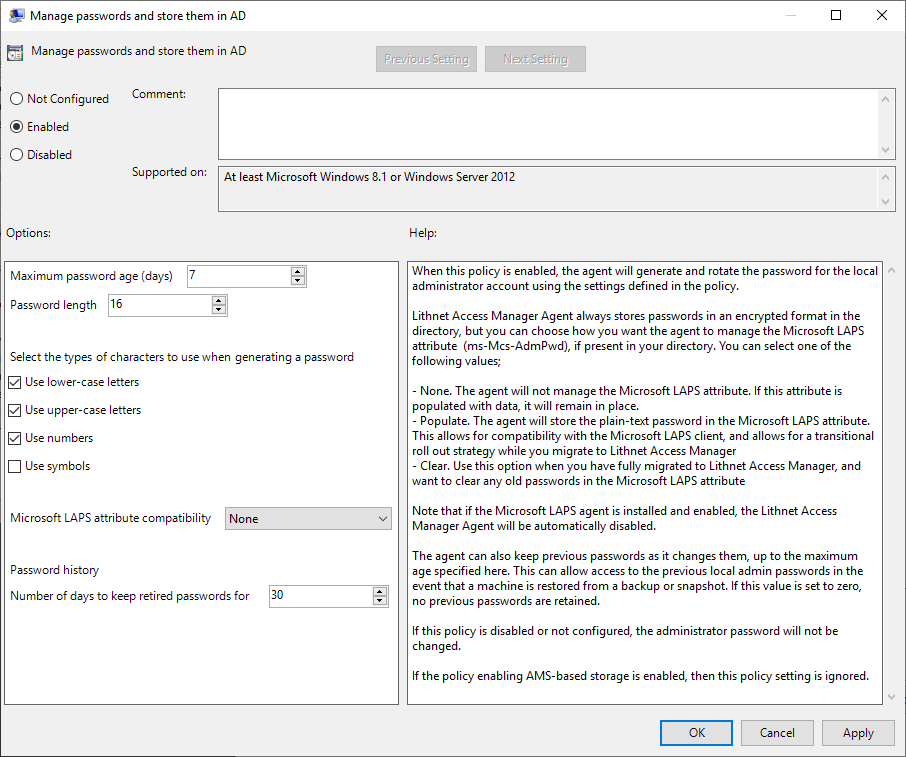 Manage passwords and store them in AD
Manage passwords and store them in AD
Previous Setting
Next Setting
Not Configured
Comment:
Enabled
Disabled
Supported on:
At least Microsoft Windows 8.1 or Windows Server 2012
Options:
Help:
Maximum password age (days)
7
Password length
16
Select the types of characters to use when generating a password
Use lower-case letters
Use upper-case letters
Use numbers
Use symbols
Microsoft LAPS attribute compatibility
None
Password history
Number of days to keep retired passwords for
30
When this policy is enabled, the agent will generate and rotate the password for the local
administrator account using the settings defined in the policy.
Lithnet Access Manager Agent always stores passwords in an encrypted format in the
directory, but you can choose how you want the agent to manage the Microsoft LAPS
attribute  (ms-Mcs-AdmPwd), if present in your directory. You can select one of the
following values;
- None. The agent will not manage the Microsoft LAPS attribute. If this attribute is
populated with data, it will remain in place.
- Populate. The agent will store the plain-text password in the Microsoft LAPS attribute.
This allows for compatibility with the Microsoft LAPS client, and allows for a transitional
roll out strategy while you migrate to Lithnet Access Manager
- Clear. Use this option when you have fully migrated to Lithnet Access Manager, and
want to clear any old passwords in the Microsoft LAPS attribute
Note that if the Microsoft LAPS agent is installed and enabled, the Lithnet Access
Manager Agent will be automatically disabled.
The agent can also keep previous passwords as it changes them, up to the maximum
age specified here. This can allow access to the previous local admin passwords in the
event that a machine is restored from a backup or snapshot. If this value is set to zero,
no previous passwords are retained.
If this policy is disabled or not configured, the administrator password will not be
changed.
If the policy enabling AMS-based storage is enabled, then this policy setting is ignored.
OK
Cancel
Apply